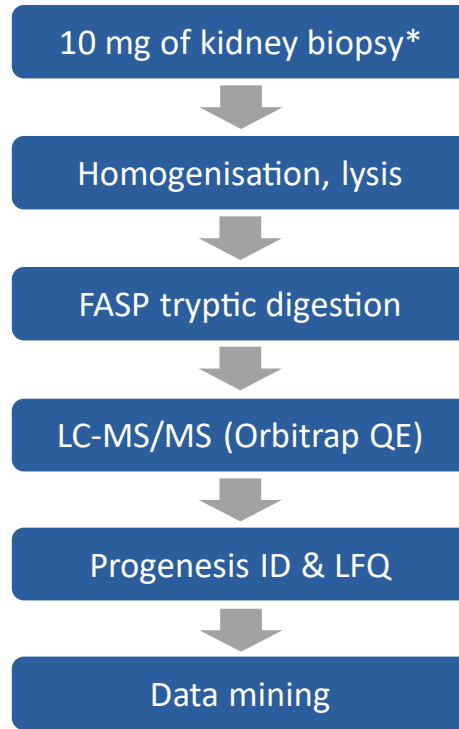 10 mg of kidney biopsy*
Homogenisation, lysis
FASP tryptic digestion
LC-MS/MS (Orbitrap QE)
Progenesis ID & LFQ
Data mining